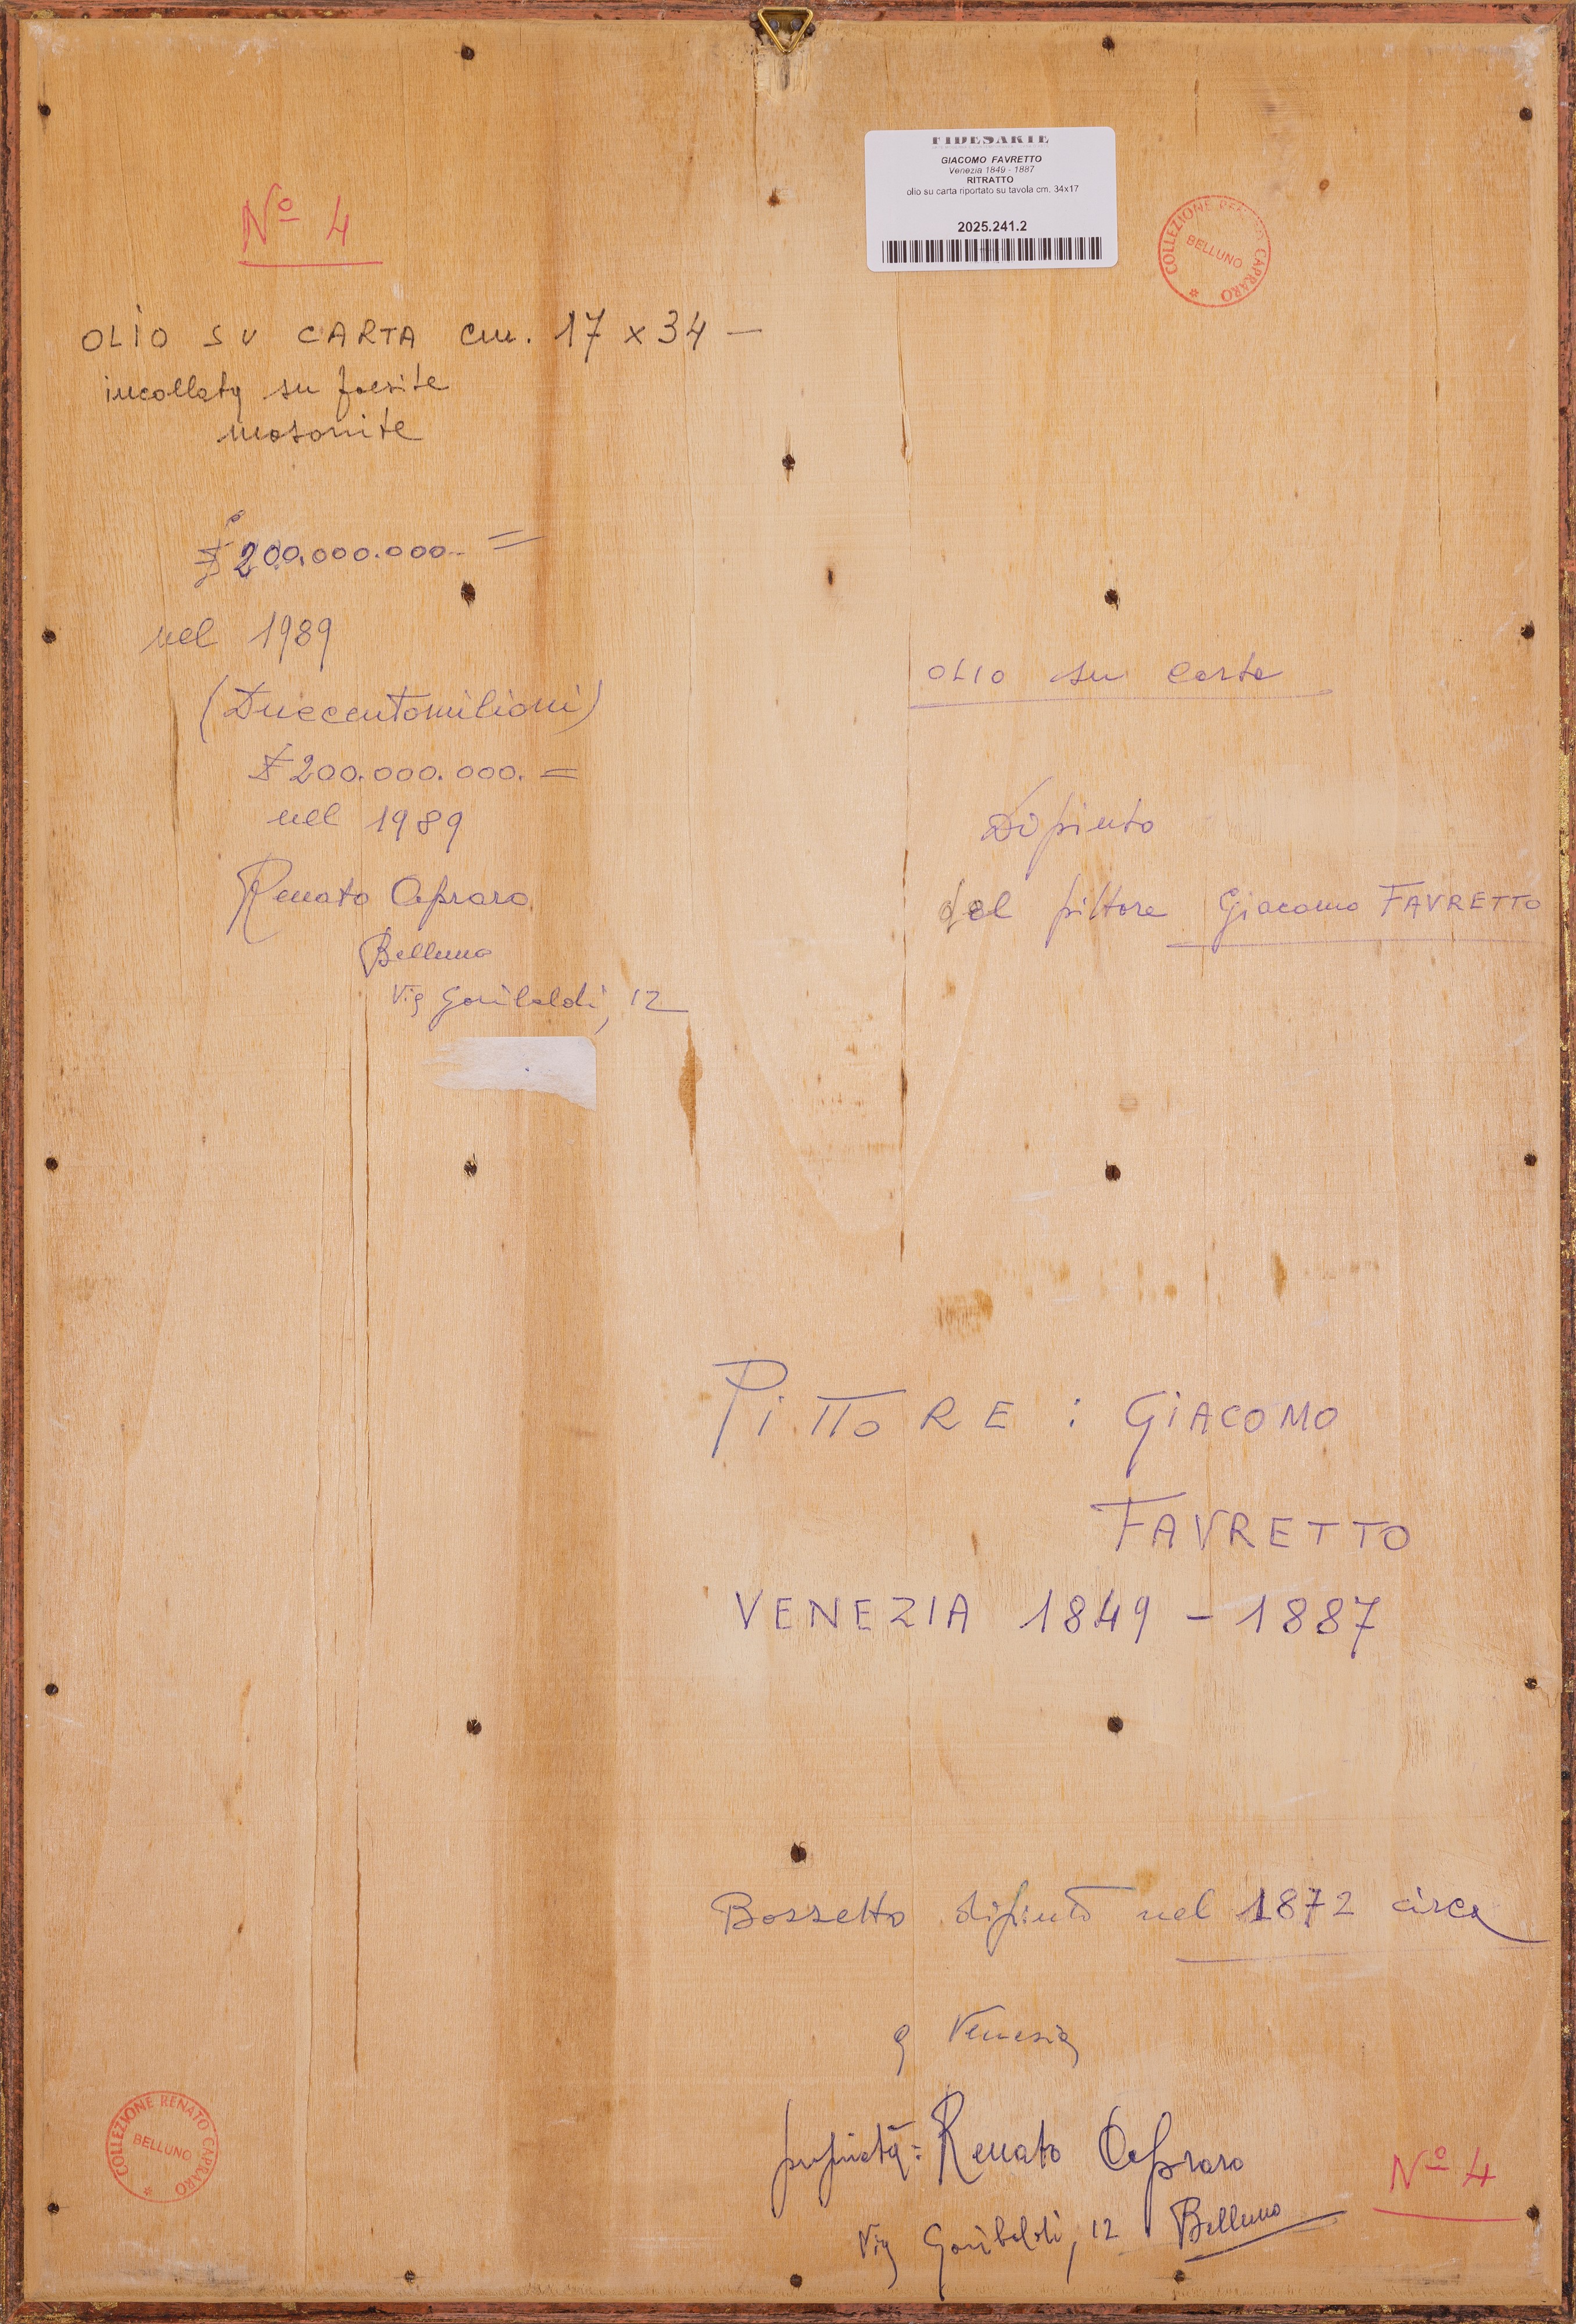 FIDESARTE
GIACOMO FAVRETTO
Venezia 1849 - 1887
RITRATTO
olio su carta riportato su tavola cm. 34x17
2025.241.2
COLLEZIONE RENATO CAPRARO
BELLUNO
Nº 4
OLIO SU CARTA cm. 17 x 34 —
incollata su faesite
masonite
£ 200.000.000.- =
nel 1989
(Duecentomilioni)
£ 200.000.000. =
nel 1989
Renato Capraro
Belluno
Via Garibaldi, 12
OLIO su carta
Dipinto
del pittore Giacomo FAVRETTO
PITTORE : GIACOMO
FAVRETTO
VENEZIA 1849 - 1887
Bozzetto dipinto nel 1872 circa
a Venezia
proprietà: Renato Capraro
Via Garibaldi, 12 Belluno
Nº 4
COLLEZIONE RENATO CAPRARO
BELLUNO